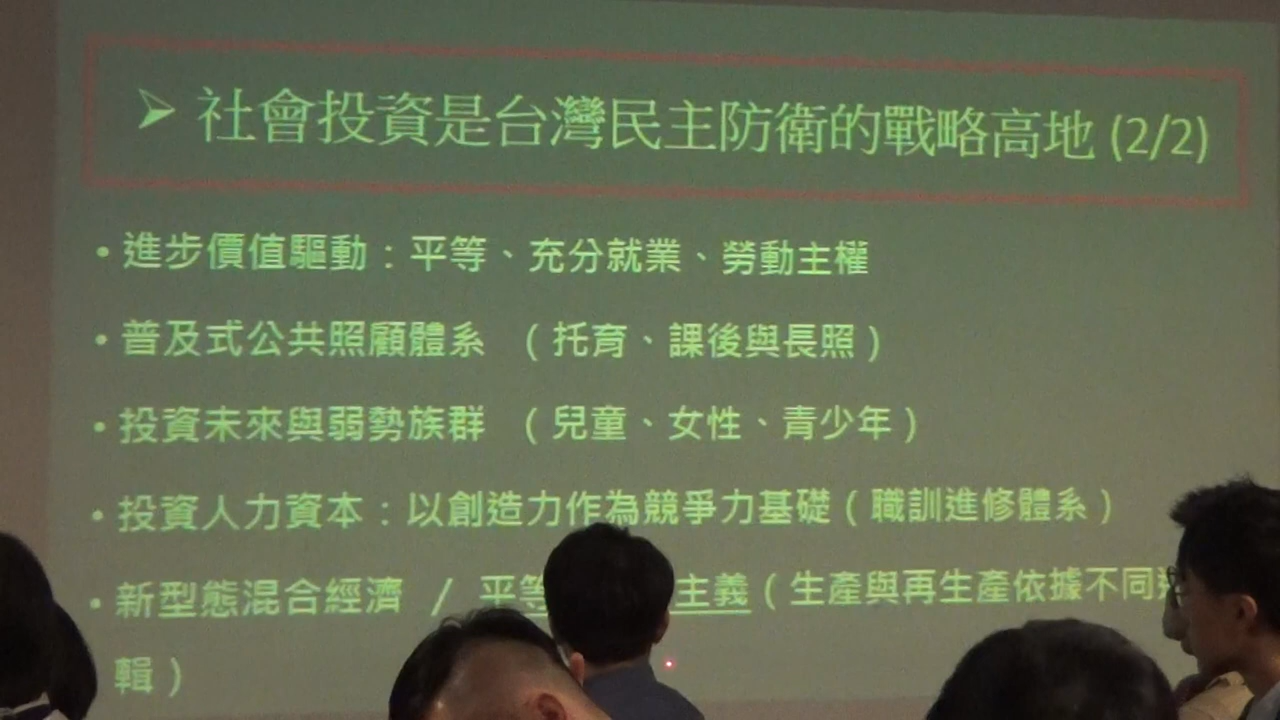 ➢ 社會投資是台灣民主防衛的戰略高地 (2/2)
• 進步價值驅動：平等、充分就業、勞動主權
• 普及式公共照顧體系 （托育、課後與長照）
• 投資未來與弱勢族群 （兒童、女性、青少年）
• 投資人力資本：以創造力作為競爭力基礎（職訓進修體系）
• 新型態混合經濟 / 平等 主義（生產與再生產依據不同
輯）